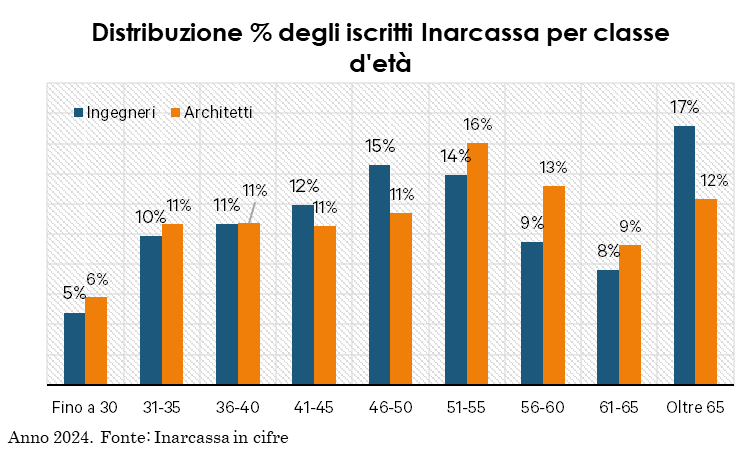 Distribuzione % degli iscritti Inarcassa per classe
d'età
Ingegneri Architetti
5% 6% 10% 11% 11% 11% 12% 11% 15% 11% 14% 16% 9% 13% 8% 9% 17% 12%
Fino a 30 31-35 36-40 41-45 46-50 51-55 56-60 61-65 Oltre 65
Anno 2024. Fonte: Inarcassa in cifre